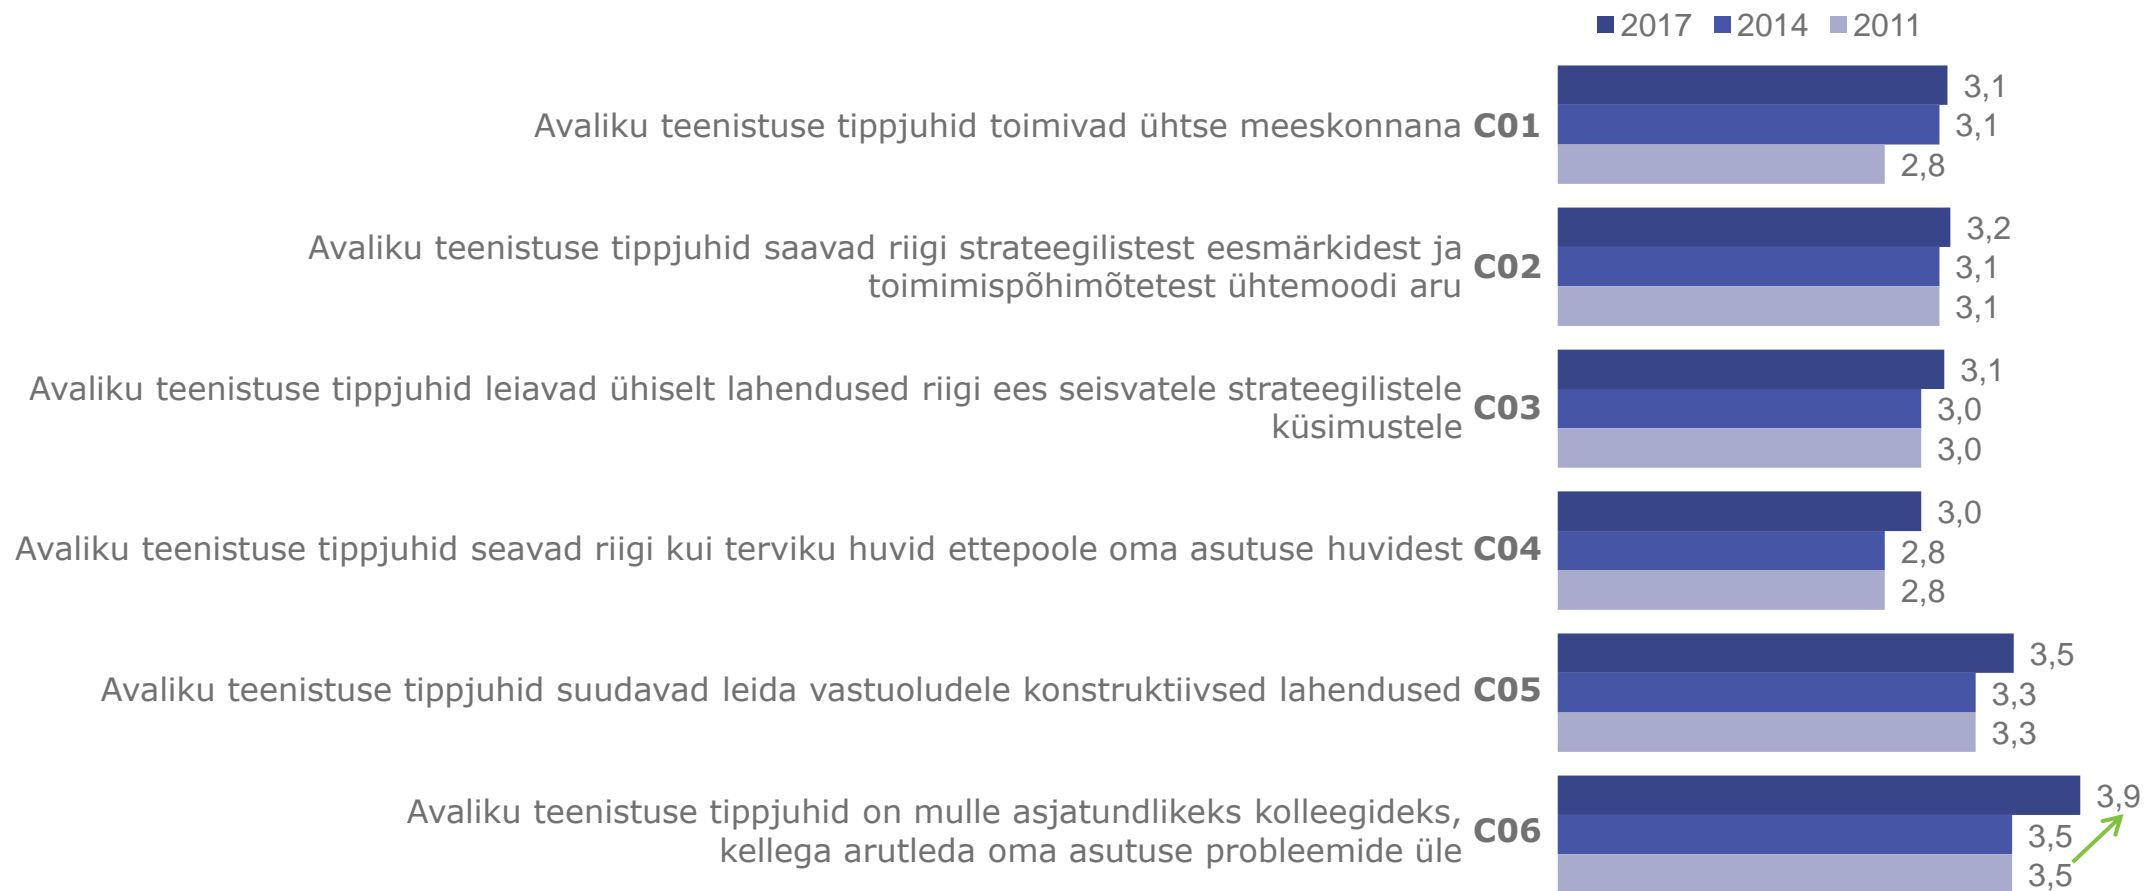 2017 2014 2011
Avaliku teenistuse tippjuhid toimivad ühtse meeskonnana C01
3,1
3,1
2,8
Avaliku teenistuse tippjuhid saavad riigi strateegilistest eesmärkidest ja
toimimispõhimõtetest ühtemoodi aru C02
3,2
3,1
3,1
Avaliku teenistuse tippjuhid leiavad ühiselt lahendused riigi ees seisvatele strateegilistele
küsimustele C03
3,1
3,0
3,0
Avaliku teenistuse tippjuhid seavad riigi kui terviku huvid ettepoole oma asutuse huvidest C04
3,0
2,8
2,8
Avaliku teenistuse tippjuhid suudavad leida vastuoludele konstruktiivsed lahendused C05
3,5
3,3
3,3
Avaliku teenistuse tippjuhid on mulle asjatundlikeks kolleegideks,
kellega arutleda oma asutuse probleemide üle C06
3,9
3,5
3,5